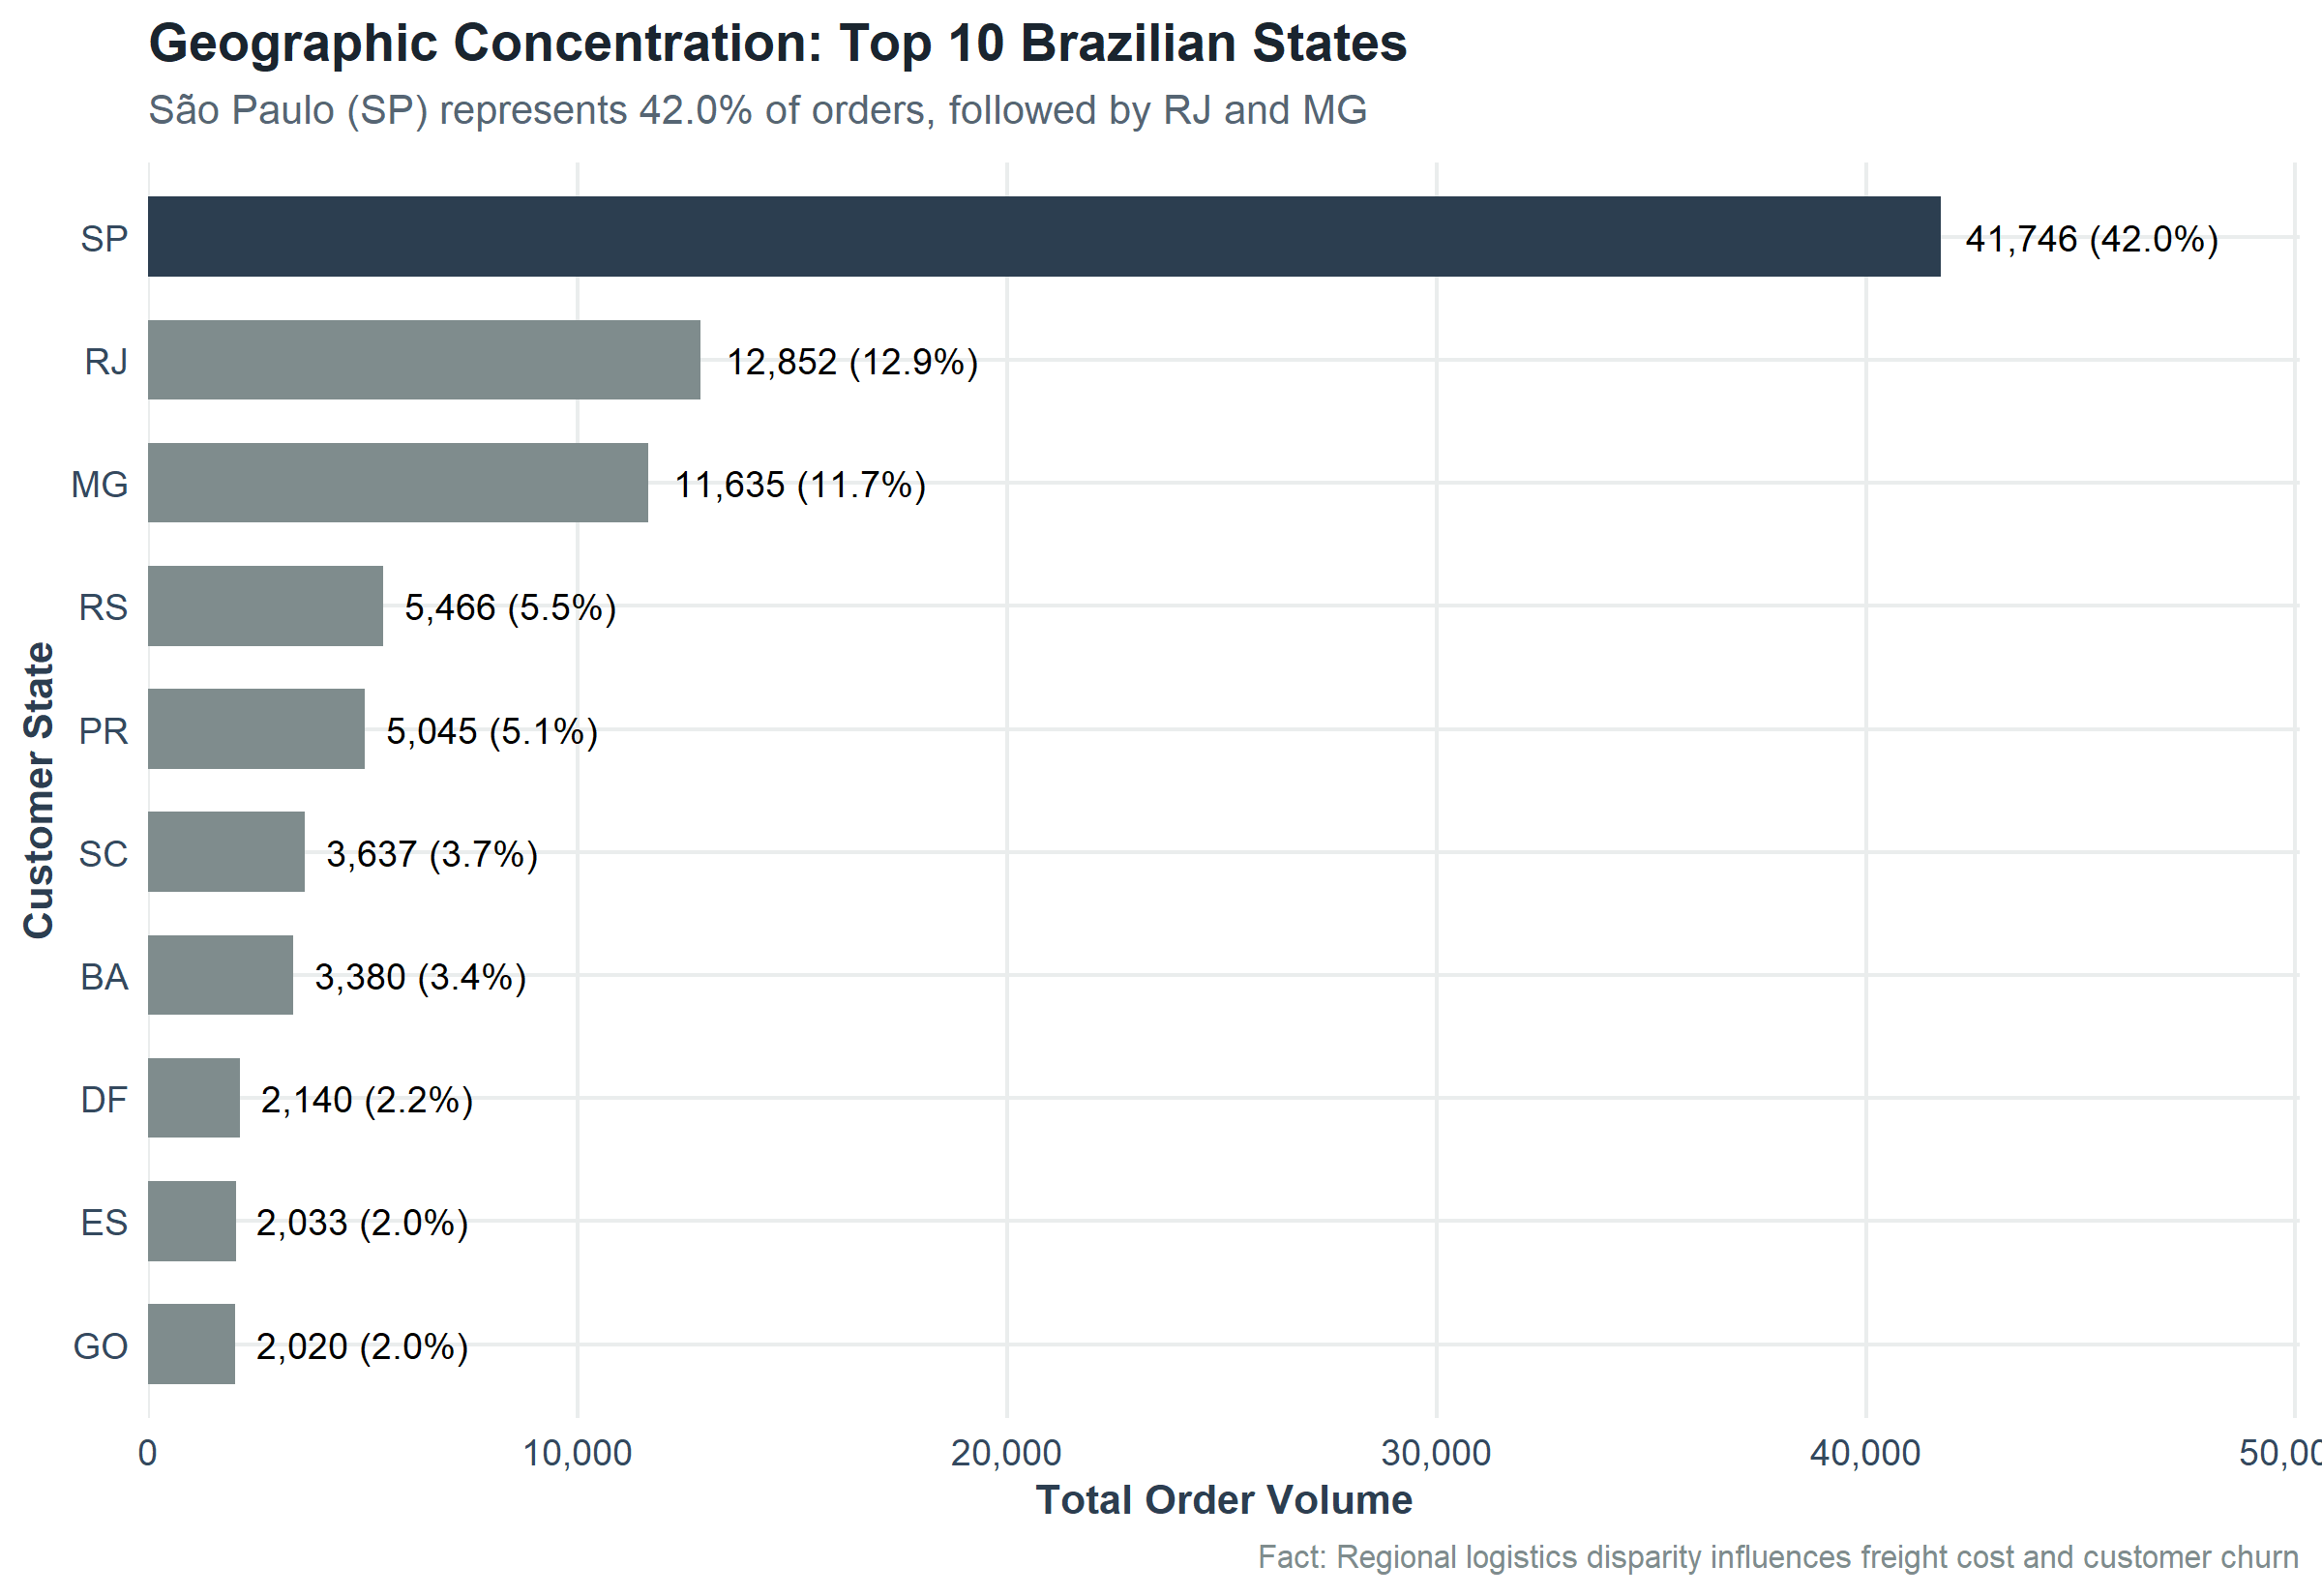 Geographic Concentration: Top 10 Brazilian States
São Paulo (SP) represents 42.0% of orders, followed by RJ and MG
Customer State
SP 41,746 (42.0%)
RJ 12,852 (12.9%)
MG 11,635 (11.7%)
RS 5,466 (5.5%)
PR 5,045 (5.1%)
SC 3,637 (3.7%)
BA 3,380 (3.4%)
DF 2,140 (2.2%)
ES 2,033 (2.0%)
GO 2,020 (2.0%)
0 10,000 20,000 30,000 40,000 50,00
Total Order Volume
Fact: Regional logistics disparity influences freight cost and customer churn